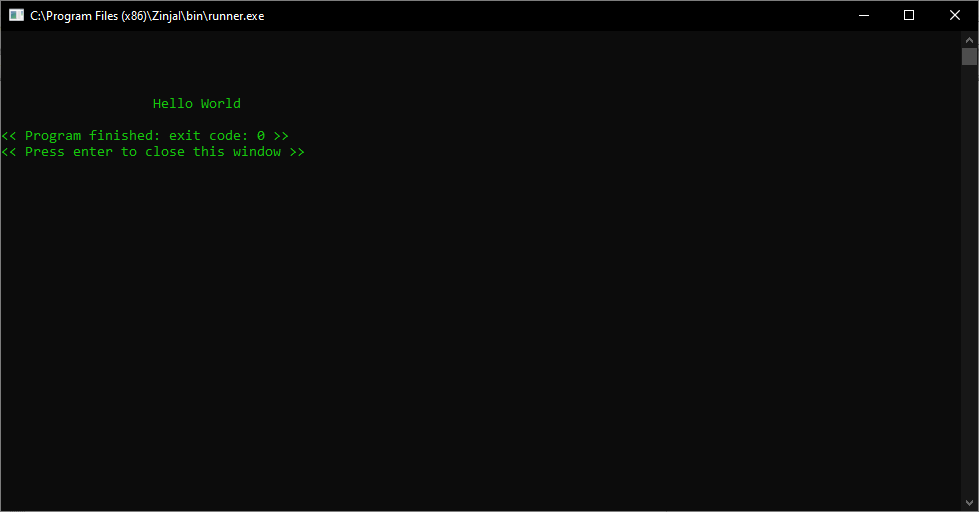 C:\Program Files (x86)\Zinjal\bin\runner.exe
Hello World
<< Program finished: exit code: 0 >>
<< Press enter to close this window >>